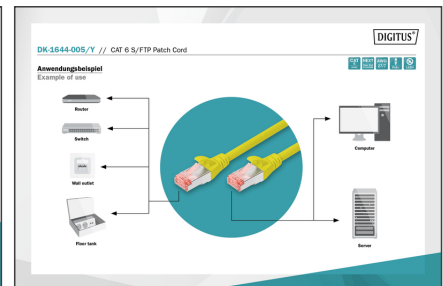 DIGITUS®
DK-1644-005/Y // CAT 6 S/FTP Patch Cord
Anwendungsbeispiel
Example of use
Router
Switch
Wall outlet
Floor tank
Computer
Server